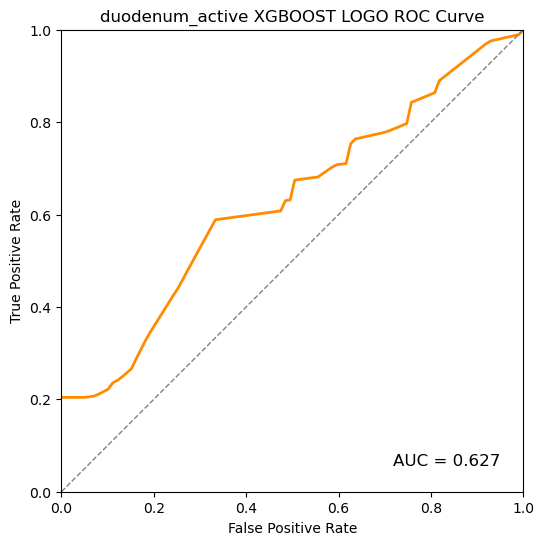 duodenum_active XGBOOST LOGO ROC Curve
1.0
0.8
0.6
0.4
0.2
0.0
True Positive Rate
AUC = 0.627
0.0 0.2 0.4 0.6 0.8 1.0
False Positive Rate